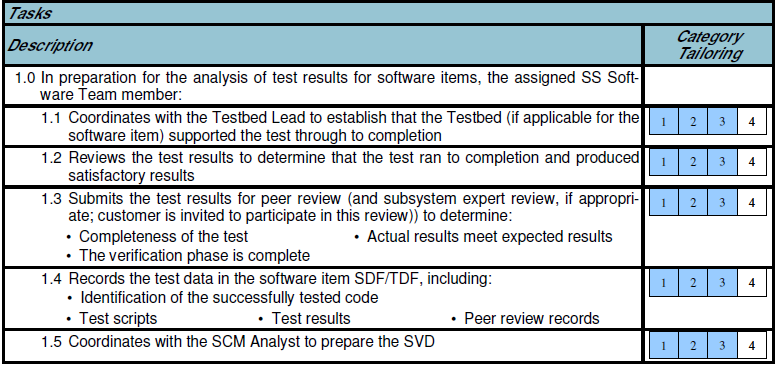 Tasks
Description
Category
Tailoring
1.0 In preparation for the analysis of test results for software items, the assigned SS Soft-
ware Team member:
1.1 Coordinates with the Testbed Lead to establish that the Testbed (if applicable for the
software item) supported the test through to completion
1 2 3 4
1.2 Reviews the test results to determine that the test ran to completion and produced
satisfactory results
1 2 3 4
1.3 Submits the test results for peer review (and subsystem expert review, if appropri-
ate; customer is invited to participate in this review)) to determine:
• Completeness of the test • Actual results meet expected results
• The verification phase is complete
1 2 3 4
1.4 Records the test data in the software item SDF/TDF, including:
• Identification of the successfully tested code
• Test scripts • Test results • Peer review records
1 2 3 4
1.5 Coordinates with the SCM Analyst to prepare the SVD
1 2 3 4